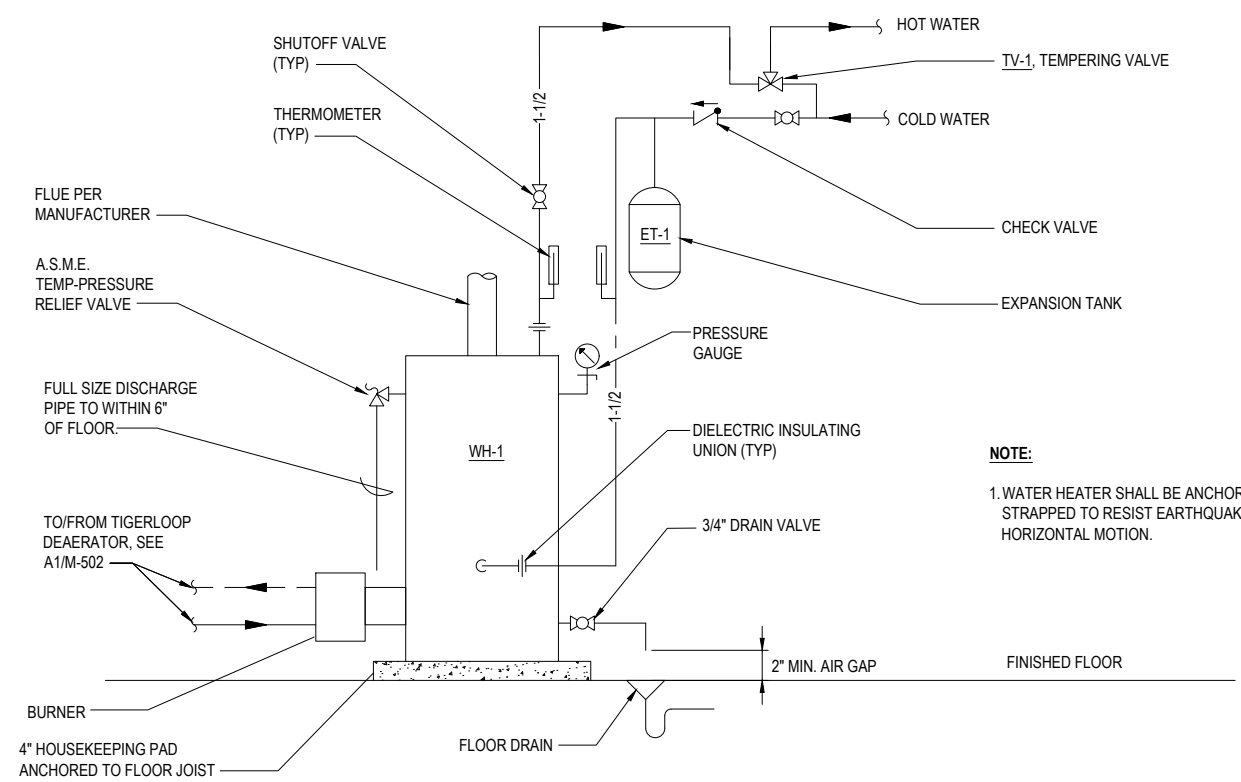 HOT WATER
SHUTOFF VALVE
(TYP)
TV-1, TEMPERING VALVE
1-1/2
THERMOMETER
(TYP)
COLD WATER
FLUE PER
MANUFACTURER
ET-1
CHECK VALVE
A.S.M.E.
TEMP-PRESSURE
RELIEF VALVE
EXPANSION TANK
PRESSURE
GAUGE
FULL SIZE DISCHARGE
PIPE TO WITHIN 6"
OF FLOOR.
1-1/2
WH-1
DIELECTRIC INSULATING
UNION (TYP)
NOTE:
1. WATER HEATER SHALL BE ANCHOR
STRAPPED TO RESIST EARTHQUAK
HORIZONTAL MOTION.
TO/FROM TIGERLOOP
DEAERATOR, SEE
A1/M-502
3/4" DRAIN VALVE
2" MIN. AIR GAP
FINISHED FLOOR
BURNER
FLOOR DRAIN
4" HOUSEKEEPING PAD
ANCHORED TO FLOOR JOIST